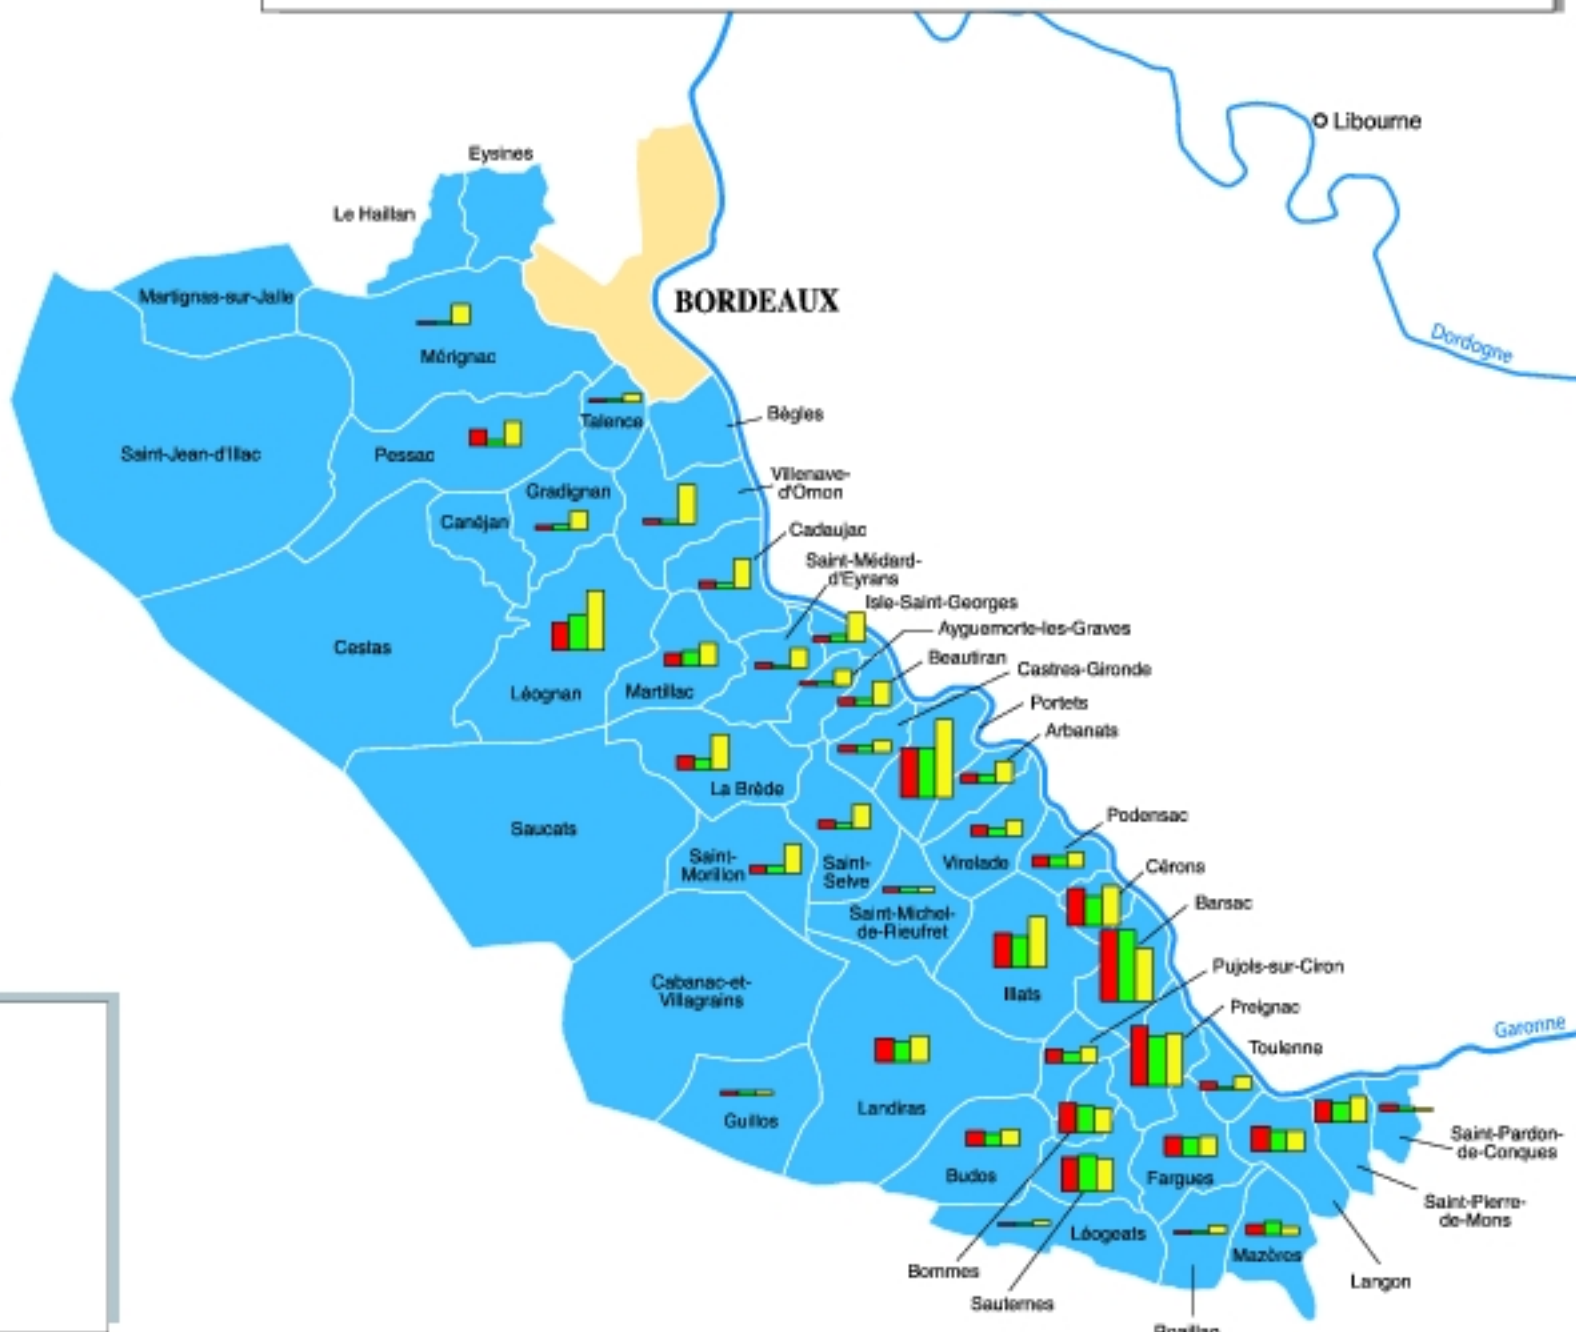 Libourne
Eysines
Le Haillan
Martignas-sur-Jalle
BORDEAUX
Dordogne
Mérignac
Talence
Bègles
Saint-Jean-d'Illac
Pessac
Villenave-
d'Ornon
Gradignan
Canéjan
Cadaujac
Saint-Médard-
d'Eyrans
Isle-Saint-Georges
Ayguemorte-les-Graves
Cestas
Beautiran
Castres-Gironde
Léognan
Martillac
Portets
Arbanats
La Brède
Saucats
Podensac
Saint-
Morillon
Saint-
Selve
Virelade
Cérons
Saint-Michel-
de-Rieufret
Barsac
Cabanac-et-
Villagrains
Illats
Pujols-sur-Ciron
Preignac
Garonne
Toulenne
Landiras
Guillos
Saint-Pardon-
de-Conques
Budos
Fargues
Saint-Pierre-
de-Mons
Léogeats
Mazères
Bommes
Langon
Sauternes